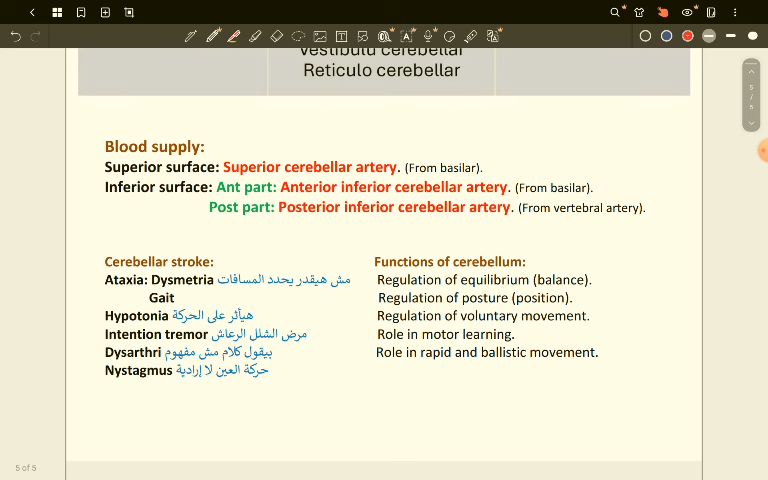 5
/
5
vestibulo cerebellar
Reticulo cerebellar
Blood supply:
Superior surface: Superior cerebellar artery. (From basilar).
Inferior surface: Ant part: Anterior inferior cerebellar artery. (From basilar).
Post part: Posterior inferior cerebellar artery. (From vertebral artery).
Cerebellar stroke:
Ataxia: Dysmetria مش هيقدر يحدد المسافات
Gait
Hypotonia هيأثر على الحركة
Intention tremor مرض الشلل الرعاش
Dysarthri بيقول كلام مش مفهوم
Nystagmus حركة العين لا إرادية
Functions of cerebellum:
Regulation of equilibrium (balance).
Regulation of posture (position).
Regulation of voluntary movement.
Role in motor learning.
Role in rapid and ballistic movement.
5 of 5